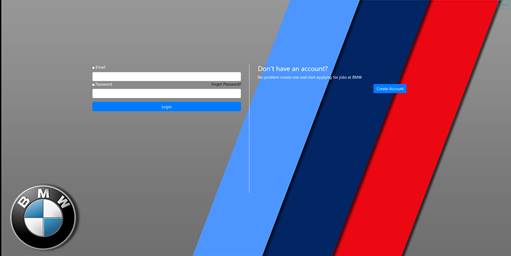 Email
Password
Forgot Password?
Login
Don't have an account?
No problem create one and start applying for jobs at BMW
Create Account
BMW